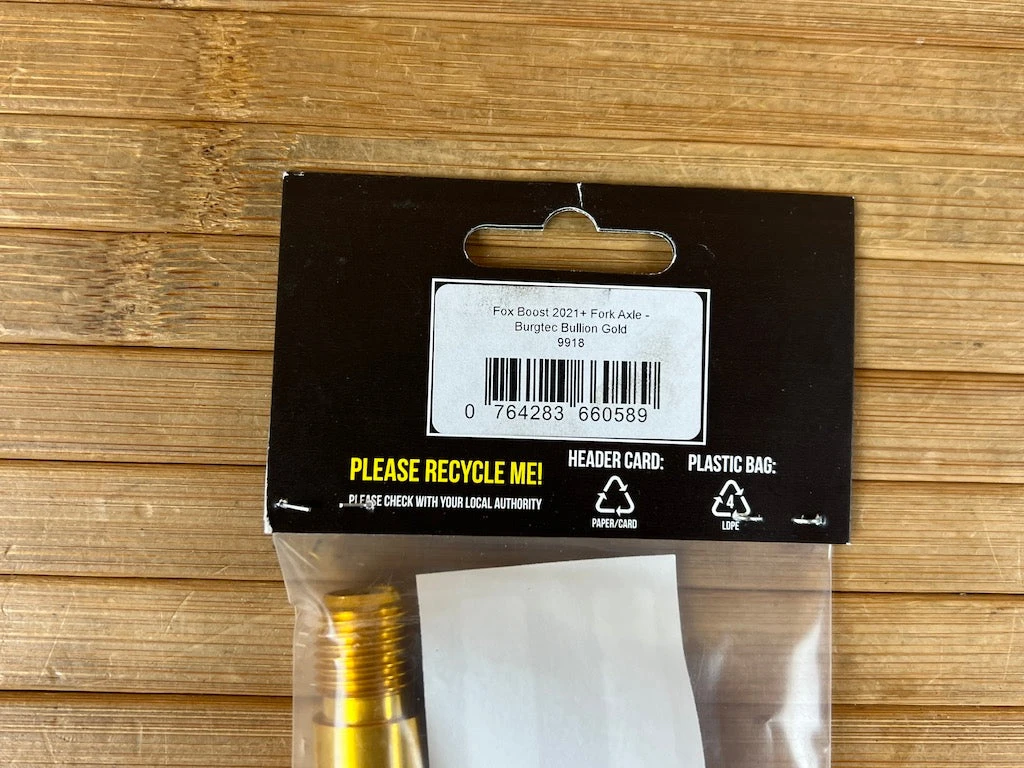 Fox Boost 2021+ Fork Axle -
Burgtec Bullion Gold
9918
0 764283 660589
PLEASE RECYCLE ME!
PLEASE CHECK WITH YOUR LOCAL AUTHORITY
HEADER CARD:
PAPER/CARD
PLASTIC BAG:
4
LDPE